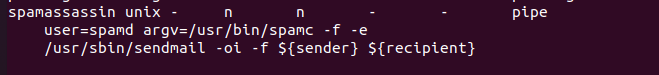 spamassassin unix -     n       n       -       -       pipe
    user=spamd argv=/usr/bin/spamc -f -e
    /usr/sbin/sendmail -oi -f ${sender} ${recipient}